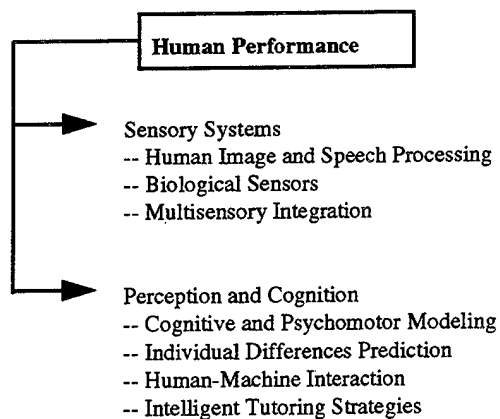 Human Performance
Sensory Systems
-- Human Image and Speech Processing
-- Biological Sensors
-- Multisensory Integration
Perception and Cognition
-- Cognitive and Psychomotor Modeling
-- Individual Differences Prediction
-- Human-Machine Interaction
-- Intelligent Tutoring Strategies